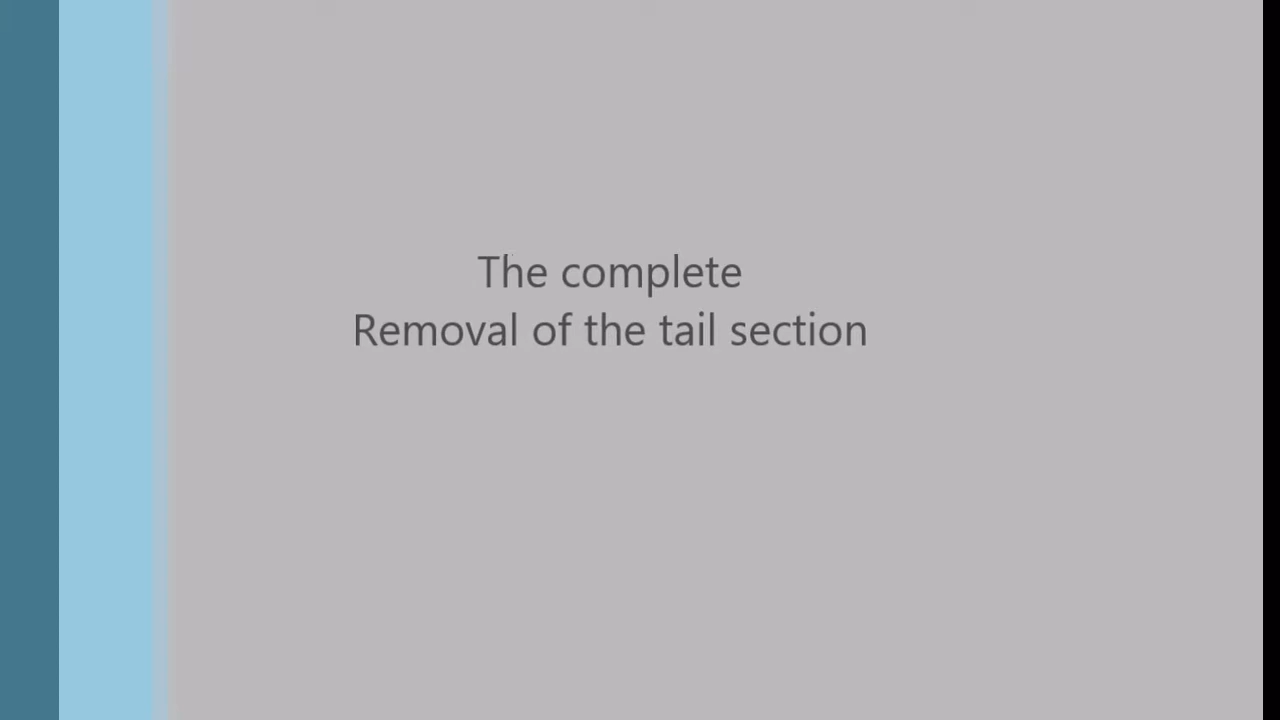 The complete
Removal of the tail section